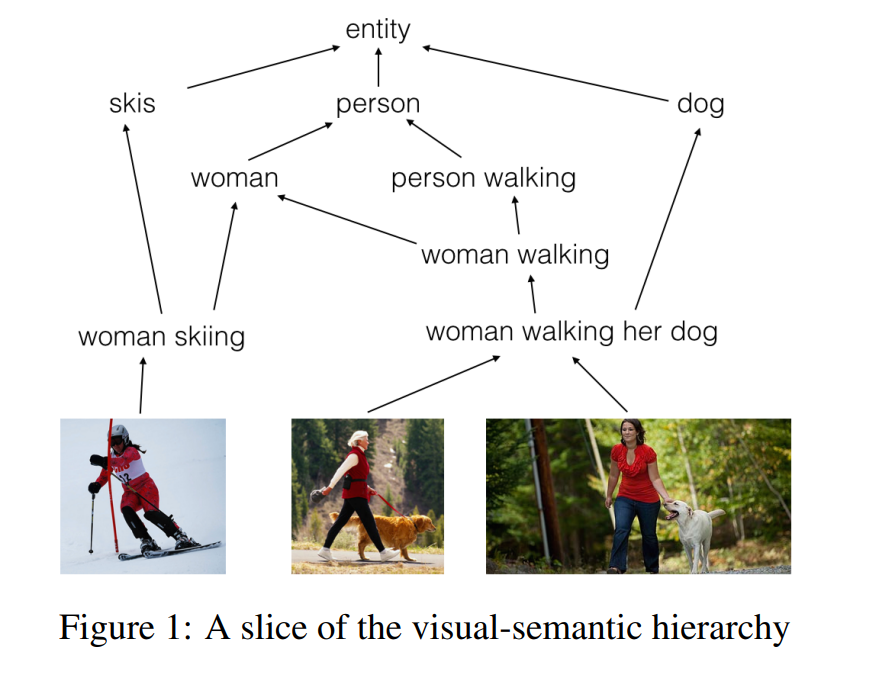 entity
skis
person
dog
woman
person walking
woman walking
woman skiing
woman walking her dog
Figure 1: A slice of the visual-semantic hierarchy